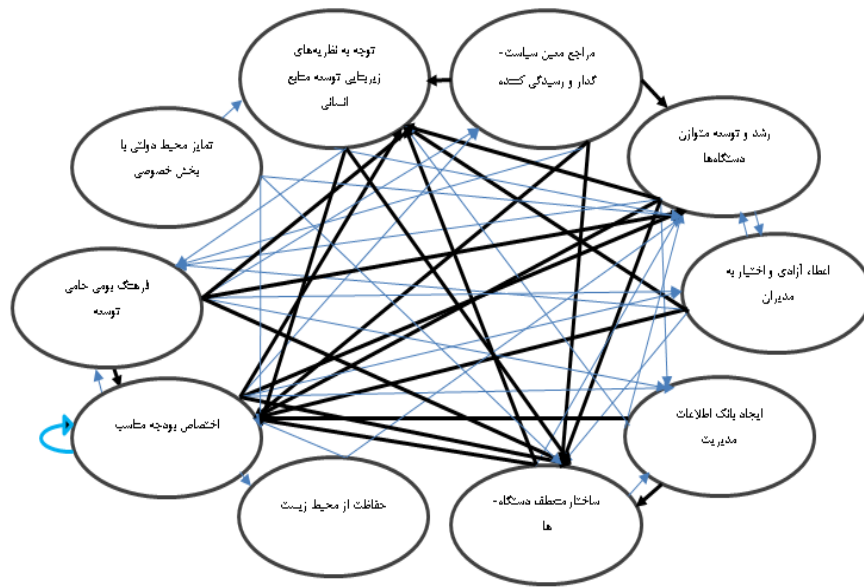 توجه به نظریه‌های
زیربنایی توسعه منابع
انسانی
مراجع معین سیاست-
گذار و رسیدگی کننده
رشد و توسعه متوازن
دستگاه‌ها
تمایز محیط دولتی با
بخش خصوصی
اعطاء آزادی و اختیار به
مدیران
فرهنگ بومی حامی
توسعه
ایجاد بانک اطلاعات
مدیریت
اختصاص بودجه مناسب
ساختار منعطف دستگاه-
ها
حفاظت از محیط زیست